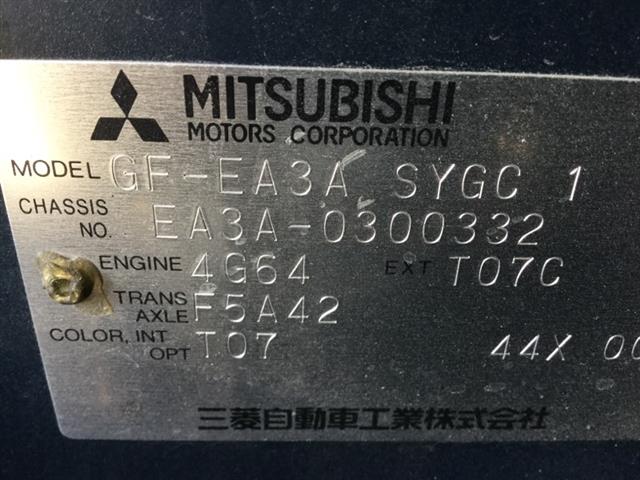 MITSUBISHI
MOTORS CORPORATION
MODEL GF-EA3A SYGC 1
CHASSIS NO. EA3A-0300332
ENGINE 4G64 EXT T07C
TRANS AXLE F5A42
COLOR, INT OPT T07 44X 00
三菱自動車工業株式会社